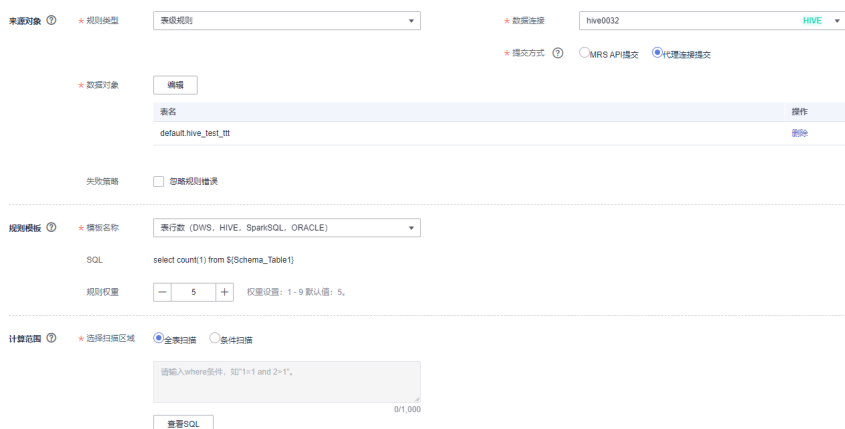 来源对象 ? * 规则类型 表级规则 * 数据连接 hive0032 HIVE
* 提交方式 ? MRS API提交 代理连接提交
* 数据对象 编辑
表名 操作
default.hive_test_ttt 删除
失败策略 忽略规则错误
规则模板 ? * 模板名称 表行数（DWS，HIVE，SparkSQL，ORACLE）
SQL select count(1) from ${Schema_Table1}
规则权重 − 5 + 权重设置：1 - 9 默认值：5。
计算范围 ? * 选择扫描区域 全表扫描 条件扫描
请输入where条件，如"1=1 and 2>1"。
0/1,000
查看SQL